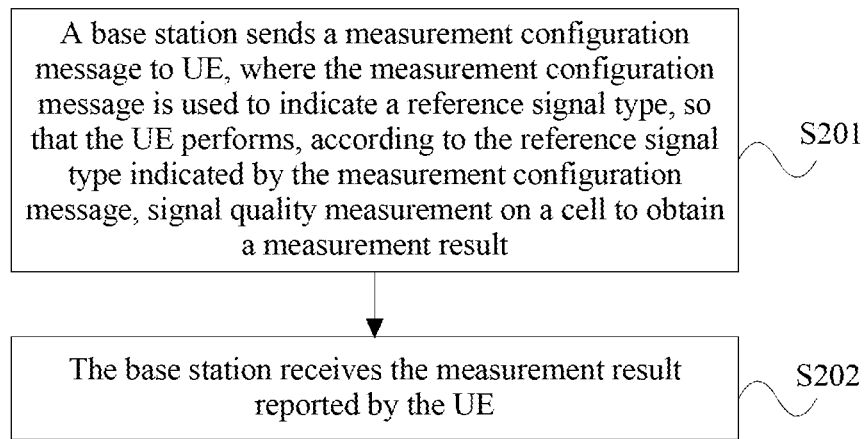 A base station sends a measurement configuration
message to UE, where the measurement configuration
message is used to indicate a reference signal type, so
that the UE performs, according to the reference signal
type indicated by the measurement configuration
message, signal quality measurement on a cell to obtain
a measurement result
S201
The base station receives the measurement result
reported by the UE
S202